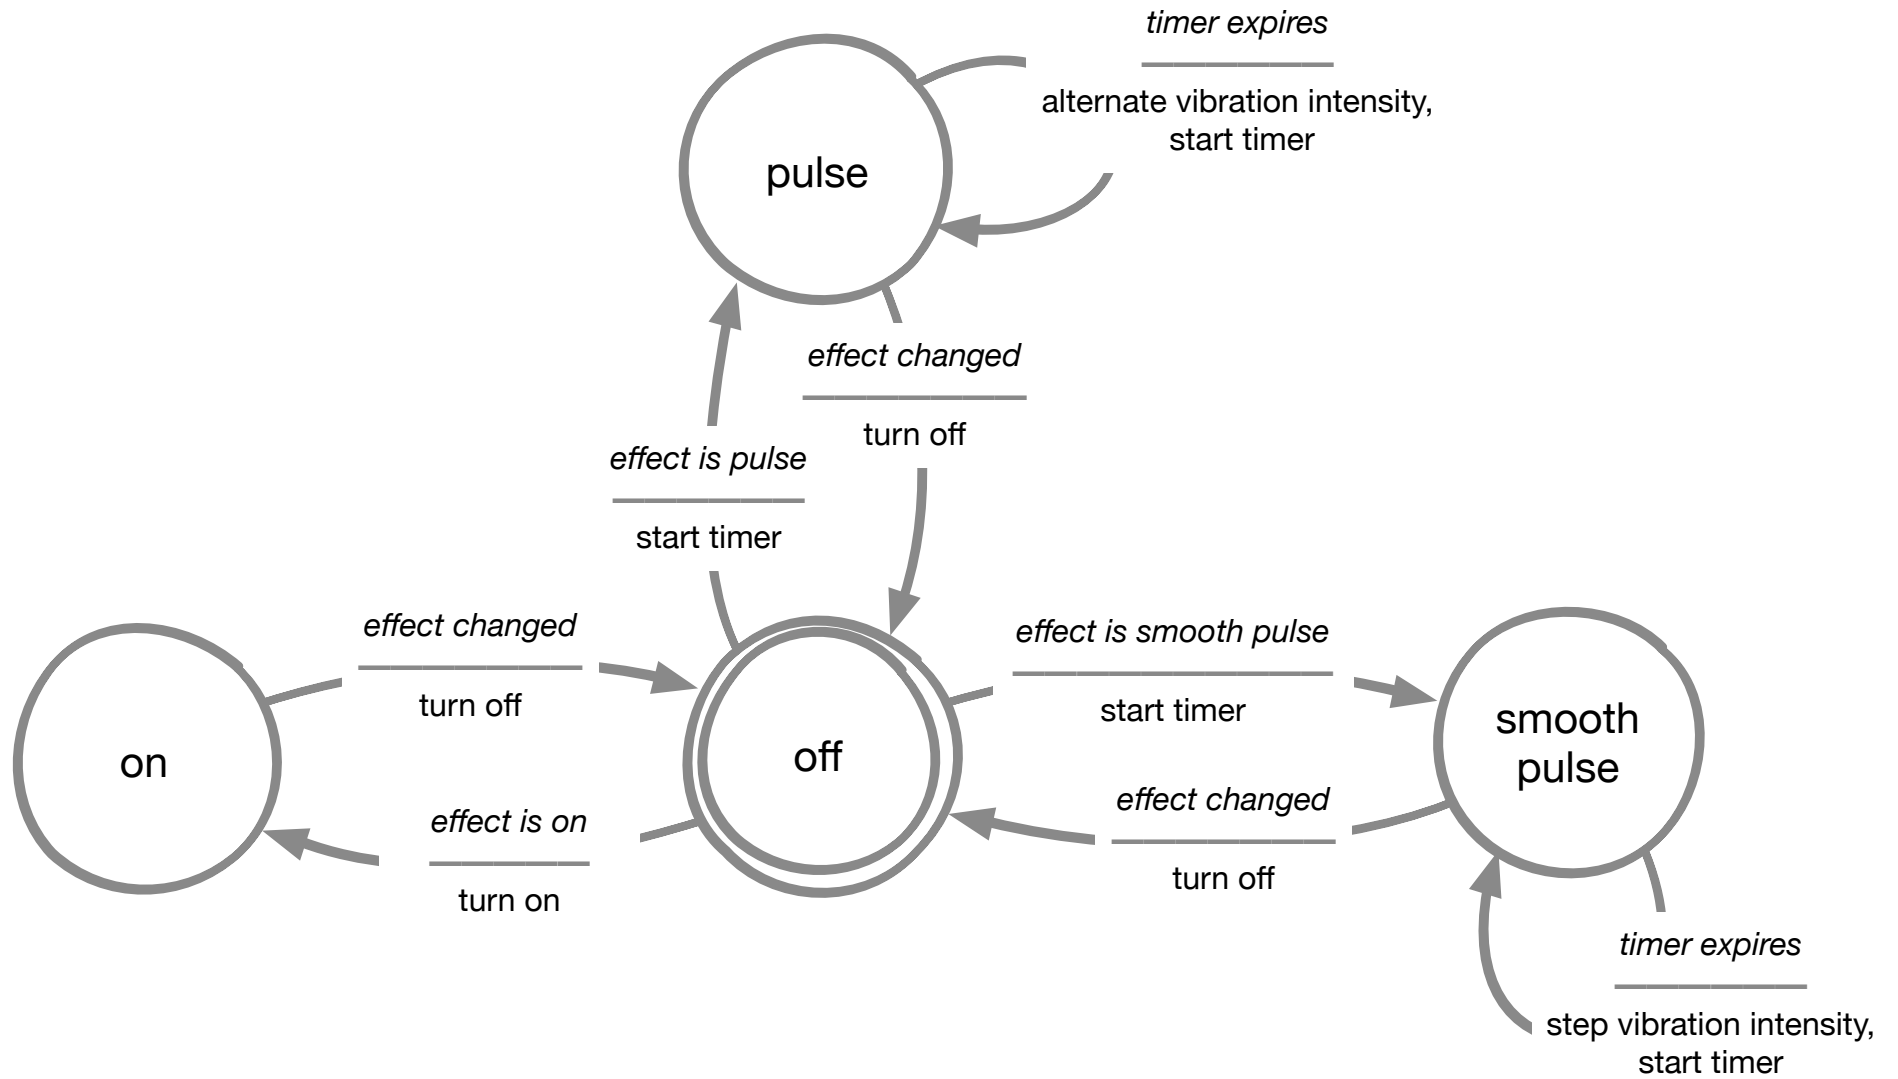 timer expires
alternate vibration intensity,
start timer
pulse
effect changed
turn off
effect is pulse
start timer
effect changed
turn off
effect is smooth pulse
start timer
on
off
smooth
pulse
effect is on
turn on
effect changed
turn off
timer expires
step vibration intensity,
start timer